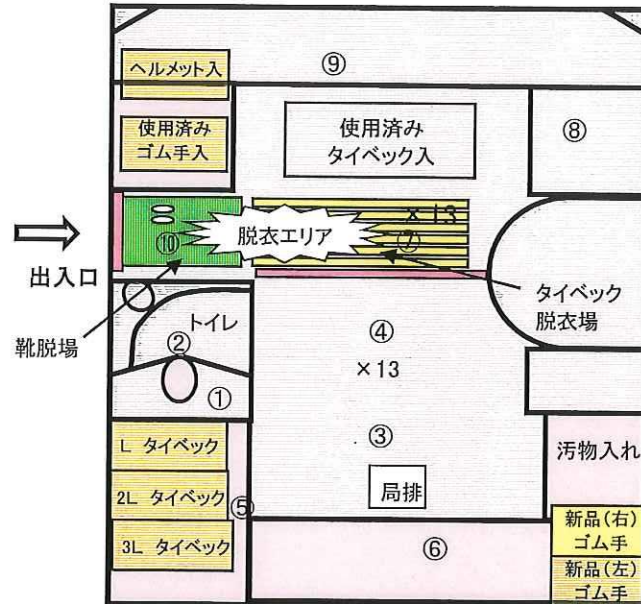 ⑨
ヘルメット入
使用済み
ゴム手入
使用済み
タイベック入
⑧
×13
⑩
脱衣エリア
⑦
出入口
靴脱場
トイレ
②
①
④
×13
タイベック
脱衣場
③
局排
L タイベック
2L タイベック
⑤
3L タイベック
⑥
汚物入れ
新品(右)
ゴム手
新品(左)
ゴム手